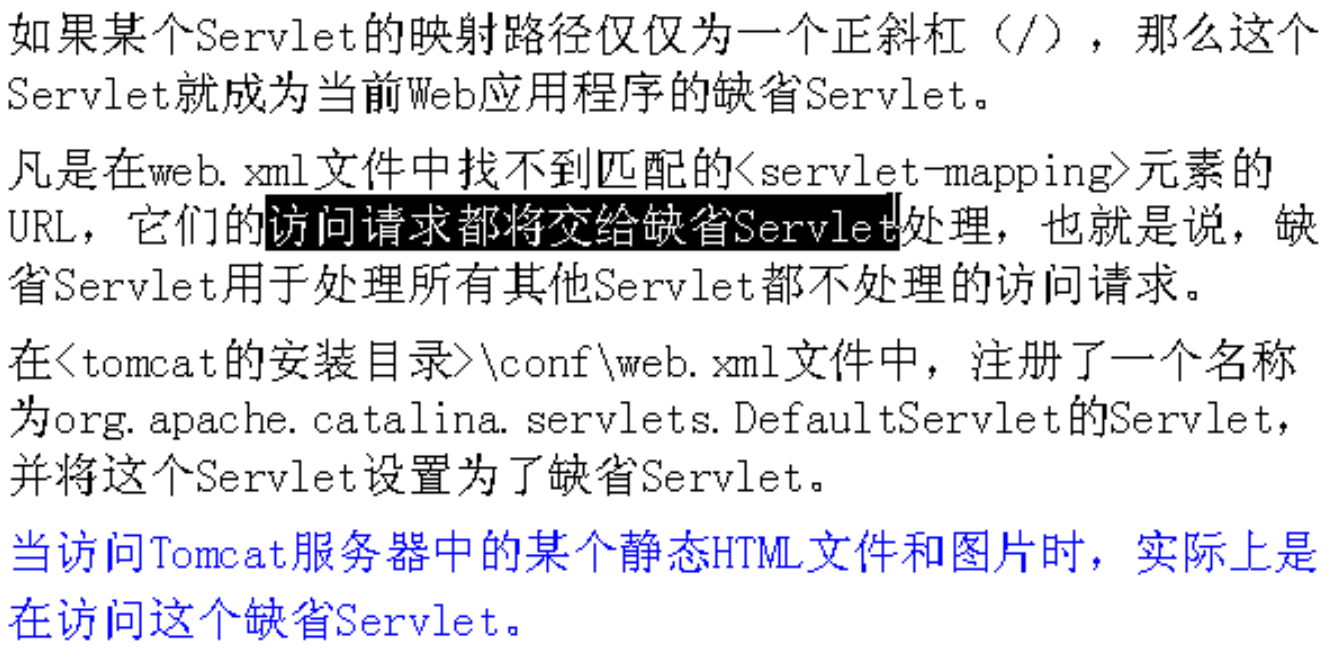 如果某个Servlet的映射路径仅仅为一个正斜杠（/），那么这个
Servlet就成为当前Web应用程序的缺省Servlet。
凡是在web.xml文件中找不到匹配的<servlet-mapping>元素的
URL，它们的访问请求都将交给缺省Servlet处理，也就是说，缺
省Servlet用于处理所有其他Servlet都不处理的访问请求。
在<tomcat的安装目录>\conf\web.xml文件中，注册了一个名称
为org.apache.catalina.servlets.DefaultServlet的Servlet，
并将这个Servlet设置为了缺省Servlet。
当访问Tomcat服务器中的某个静态HTML文件和图片时，实际上是
在访问这个缺省Servlet。